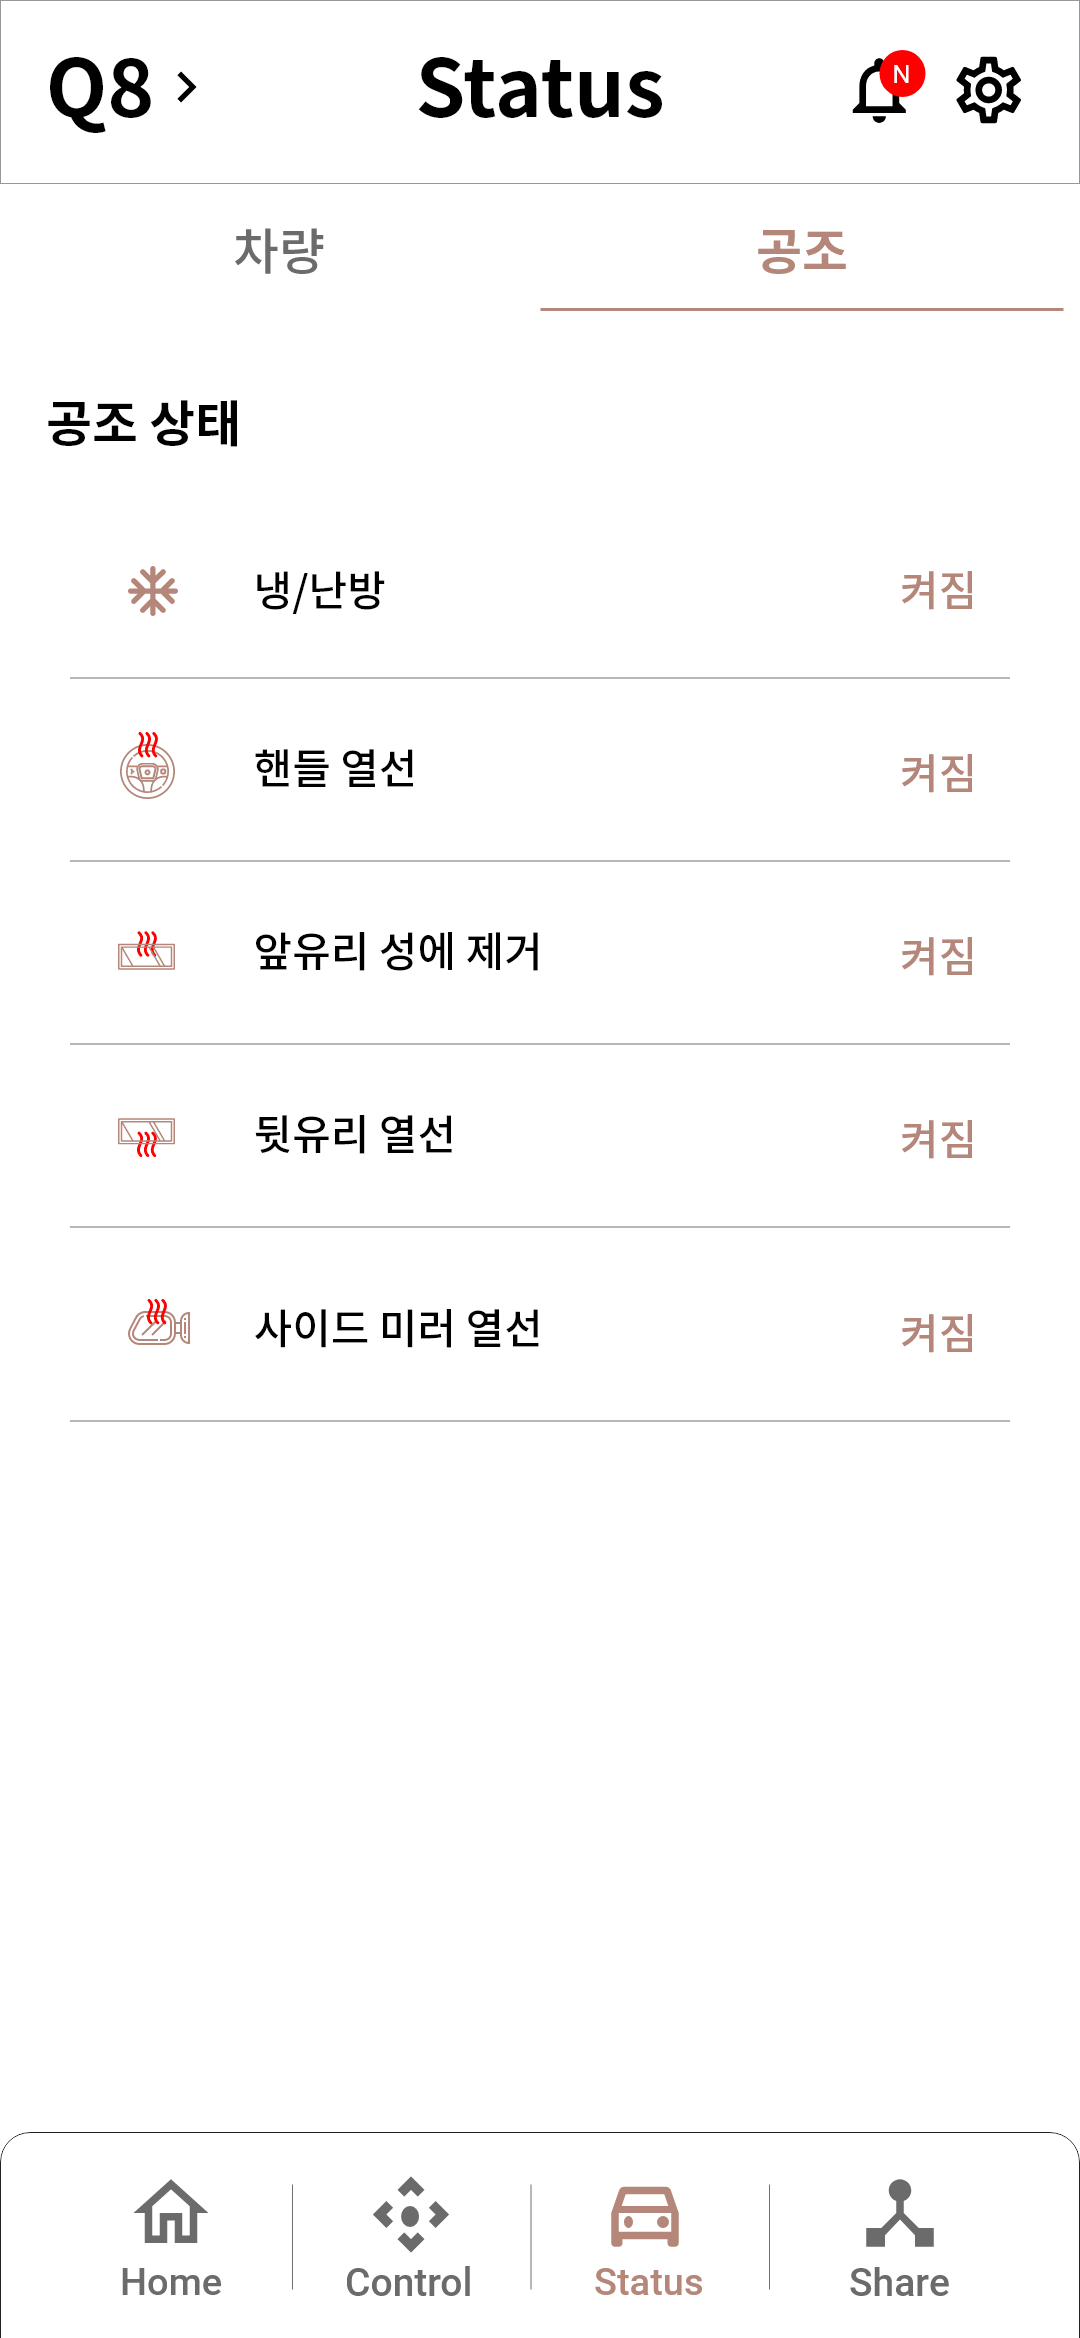 Q8 Status N
차량 공조
공조 상태
냉/난방 켜짐
핸들 열선 켜짐
앞유리 성에 제거 켜짐
뒷유리 열선 켜짐
사이드 미러 열선 켜짐
Home Control Status Share